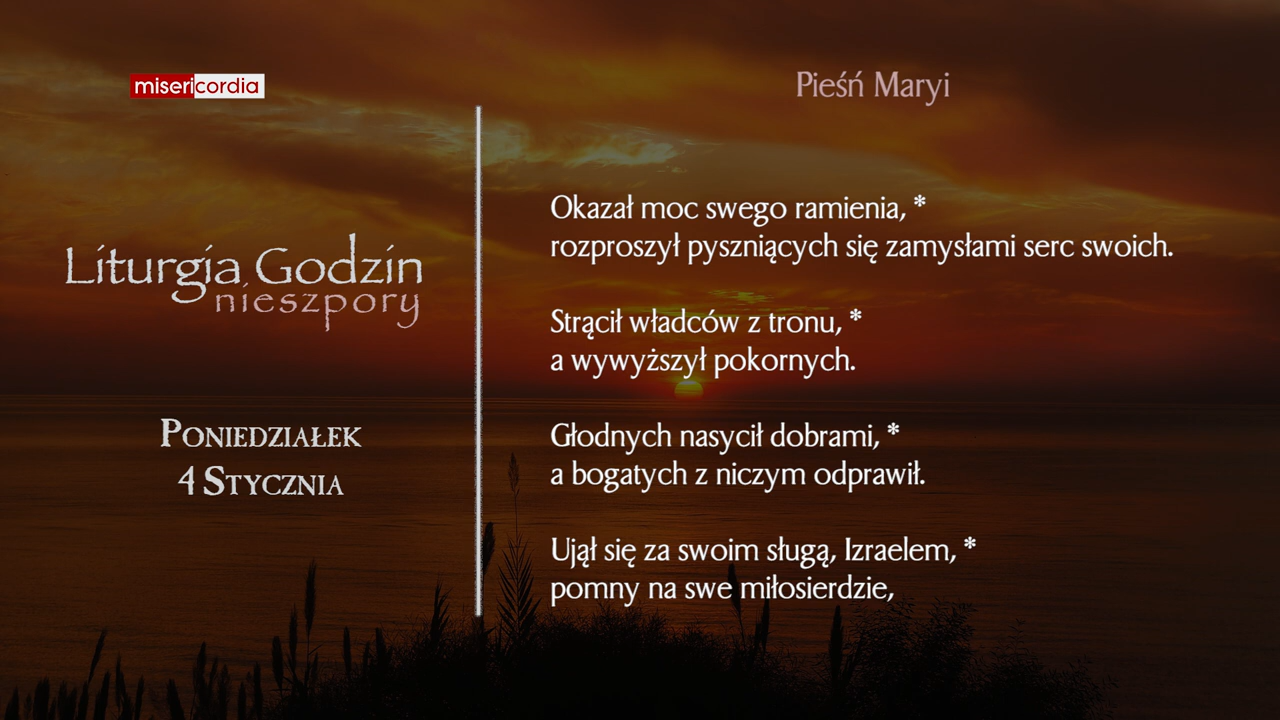 misericordia
Liturgia Godzin
nieszpory
Poniedziałek
4 Stycznia
Pieśń Maryi
Okazał moc swego ramienia, *
rozproszył pyszniących się zamysłami serc swoich.
Strącił władców z tronu, *
a wywyższył pokornych.
Głodnych nasycił dobrami, *
a bogatych z niczym odprawił.
Ujął się za swoim sługą, Izraelem, *
pomny na swe miłosierdzie,